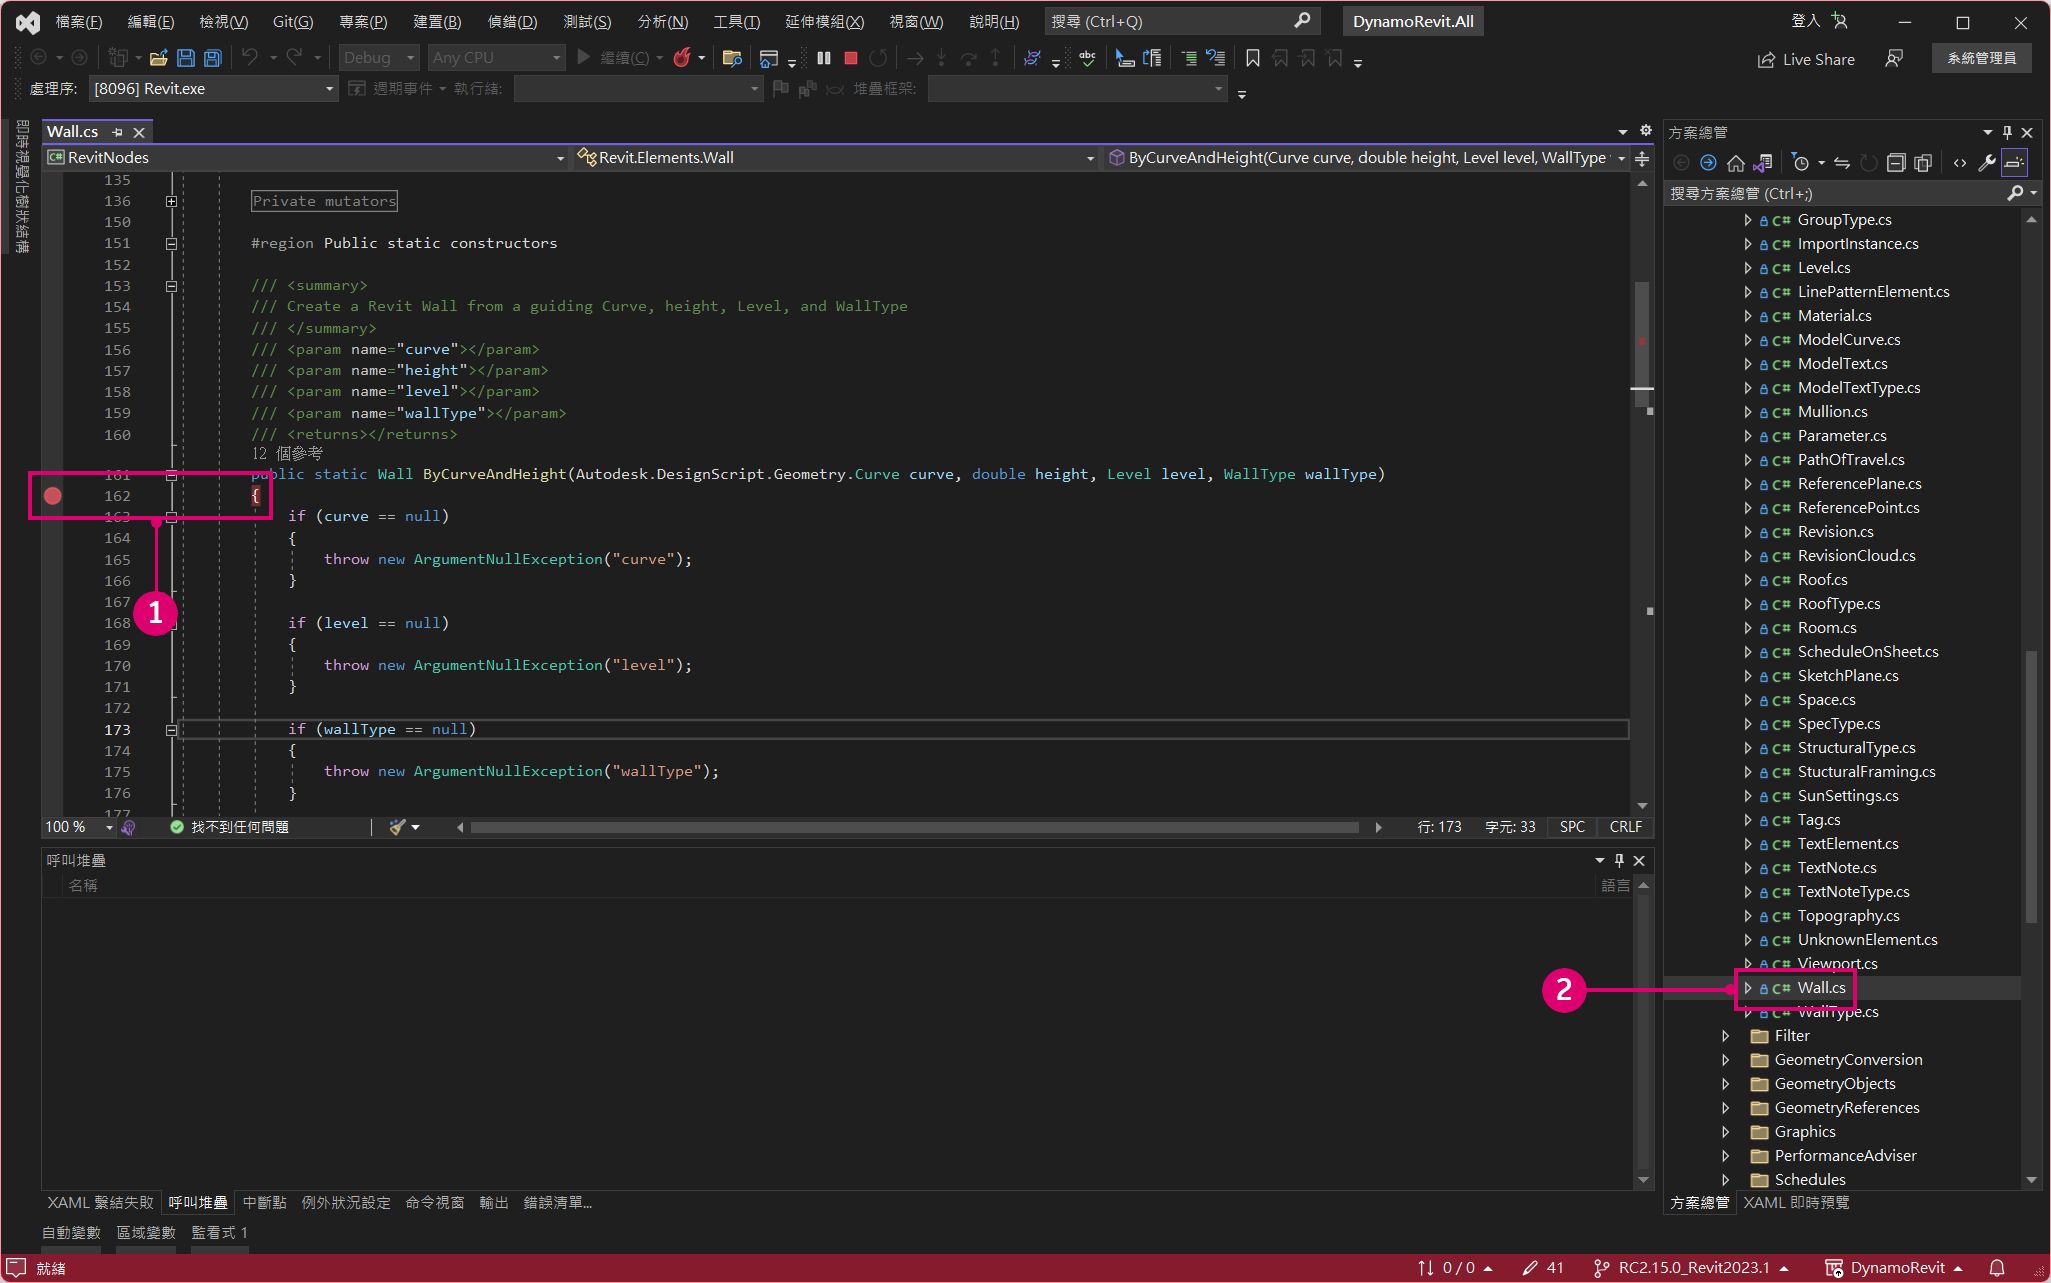 檔案(F) 編輯(E) 檢視(V) Git(G) 專案(P) 建置(B) 偵錯(D) 測試(S) 分析(N) 工具(T) 延伸模組(X) 視窗(W) 說明(H) 搜尋 (Ctrl+Q) DynamoRevit.All 登入
Debug Any CPU 繼續(C) Live Share 系統管理員
處理序: [8096] Revit.exe 週期事件 執行緒: 堆疊框架:
即時視覺化樹狀結構
Wall.cs
RevitNodes Revit.Elements.Wall ByCurveAndHeight(Curve curve, double height, Level level, WallType
135
136 Private mutators
150
151 #region Public static constructors
152
153 /// <summary>
154 /// Create a Revit Wall from a guiding Curve, height, Level, and WallType
155 /// </summary>
156 /// <param name="curve"></param>
157 /// <param name="height"></param>
158 /// <param name="level"></param>
159 /// <param name="wallType"></param>
160 /// <returns></returns>
12 個參考
161 public static Wall ByCurveAndHeight(Autodesk.DesignScript.Geometry.Curve curve, double height, Level level, WallType wallType)
162 {
163 if (curve == null)
164 {
165 throw new ArgumentNullException("curve");
166 }
167
1
168 if (level == null)
169 {
170 throw new ArgumentNullException("level");
171 }
172
173 if (wallType == null)
174 {
175 throw new ArgumentNullException("wallType");
176 }
177
100 % 找不到任何問題 行: 173 字元: 33 SPC CRLF
呼叫堆疊
名稱 語言
XAML 繫結失敗 呼叫堆疊 中斷點 例外狀況設定 命令視窗 輸出 錯誤清單...
自動變數 區域變數 監看式 1
方案總管
搜尋方案總管 (Ctrl+;)
C# GroupType.cs
C# ImportInstance.cs
C# Level.cs
C# LinePatternElement.cs
C# Material.cs
C# ModelCurve.cs
C# ModelText.cs
C# ModelTextType.cs
C# Mullion.cs
C# Parameter.cs
C# PathOfTravel.cs
C# ReferencePlane.cs
C# ReferencePoint.cs
C# Revision.cs
C# RevisionCloud.cs
C# Roof.cs
C# RoofType.cs
C# Room.cs
C# ScheduleOnSheet.cs
C# SketchPlane.cs
C# Space.cs
C# SpecType.cs
C# StructuralType.cs
C# StucturalFraming.cs
C# SunSettings.cs
C# Tag.cs
C# TextElement.cs
C# TextNote.cs
C# TextNoteType.cs
C# Topography.cs
C# UnknownElement.cs
C# Viewport.cs
2 C# Wall.cs
C# WallType.cs
Filter
GeometryConversion
GeometryObjects
GeometryReferences
Graphics
PerformanceAdviser
Schedules
方案總管 XAML 即時預覽
就緒 0 / 0 41 RC2.15.0_Revit2023.1 DynamoRevit